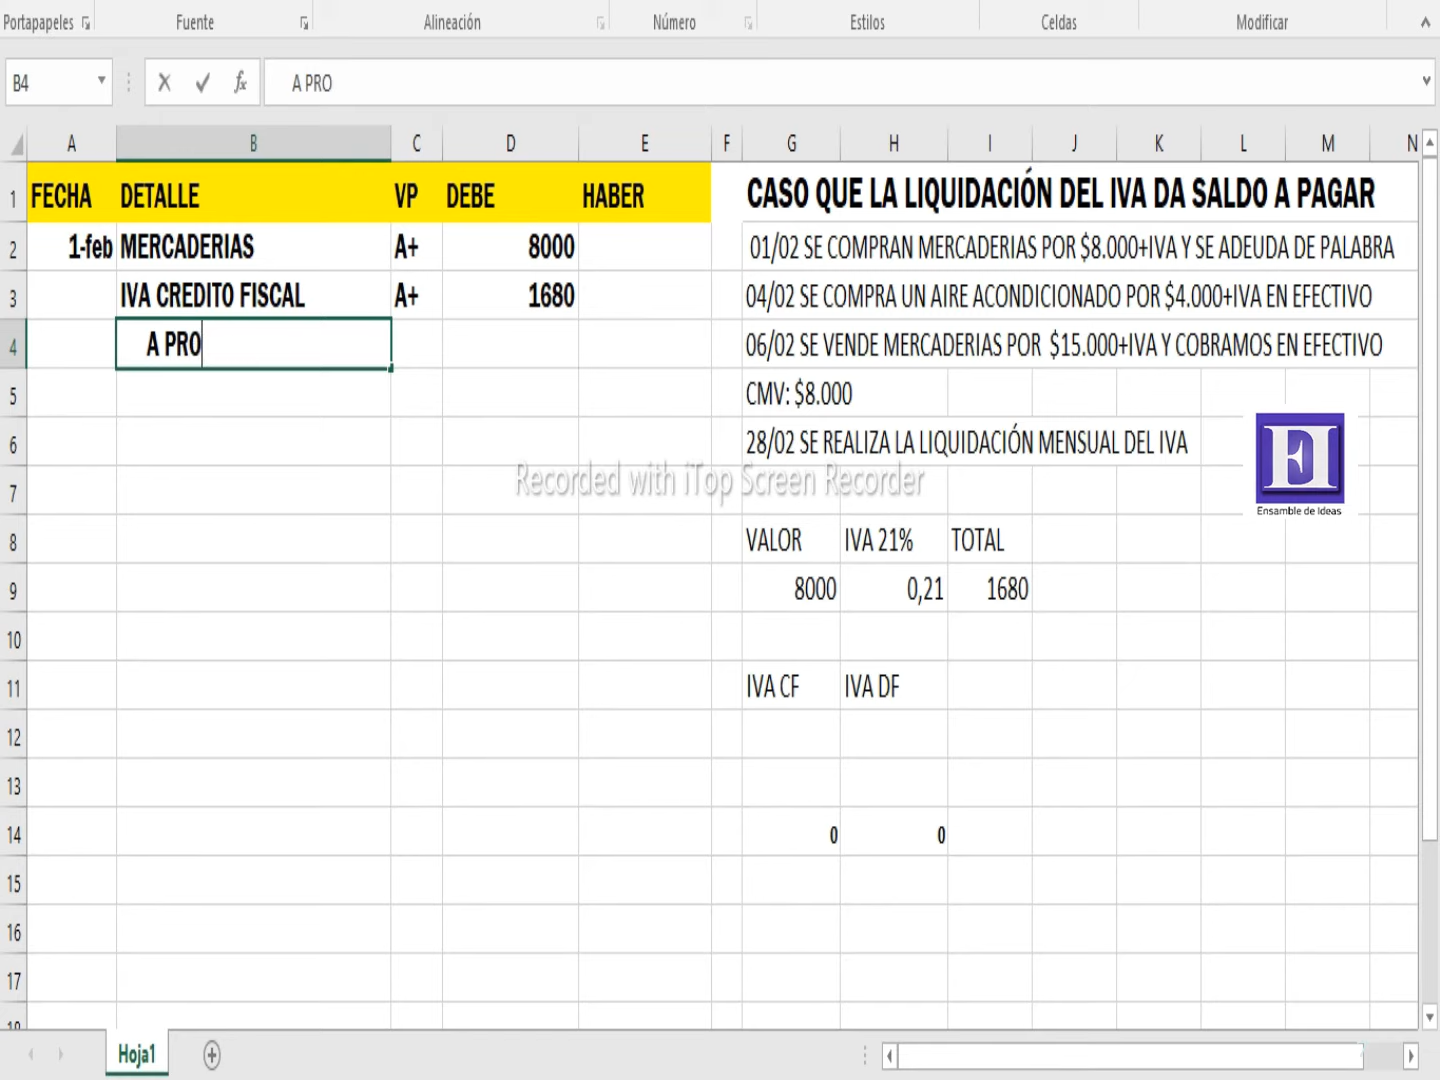 Portapapeles Fuente Alineación Número Estilos Celdas Modificar
B4 fx A PRO
A B C D E F G H I J K L M N
1 FECHA DETALLE VP DEBE HABER CASO QUE LA LIQUIDACIÓN DEL IVA DA SALDO A PAGAR
2 1-feb MERCADERIAS A+ 8000 01/02 SE COMPRAN MERCADERIAS POR $8.000+IVA Y SE ADEUDA DE PALABRA
3 IVA CREDITO FISCAL A+ 1680 04/02 SE COMPRA UN AIRE ACONDICIONADO POR $4.000+IVA EN EFECTIVO
4 A PRO 06/02 SE VENDE MERCADERIAS POR $15.000+IVA Y COBRAMOS EN EFECTIVO
5 CMV: $8.000
6 28/02 SE REALIZA LA LIQUIDACIÓN MENSUAL DEL IVA
EI
Ensamble de Ideas
7
Recorded with iTop Screen Recorder
8 VALOR IVA 21% TOTAL
9 8000 0,21 1680
10
11 IVA CF IVA DF
12
13
14 0 0
15
16
17
18
Hoja1